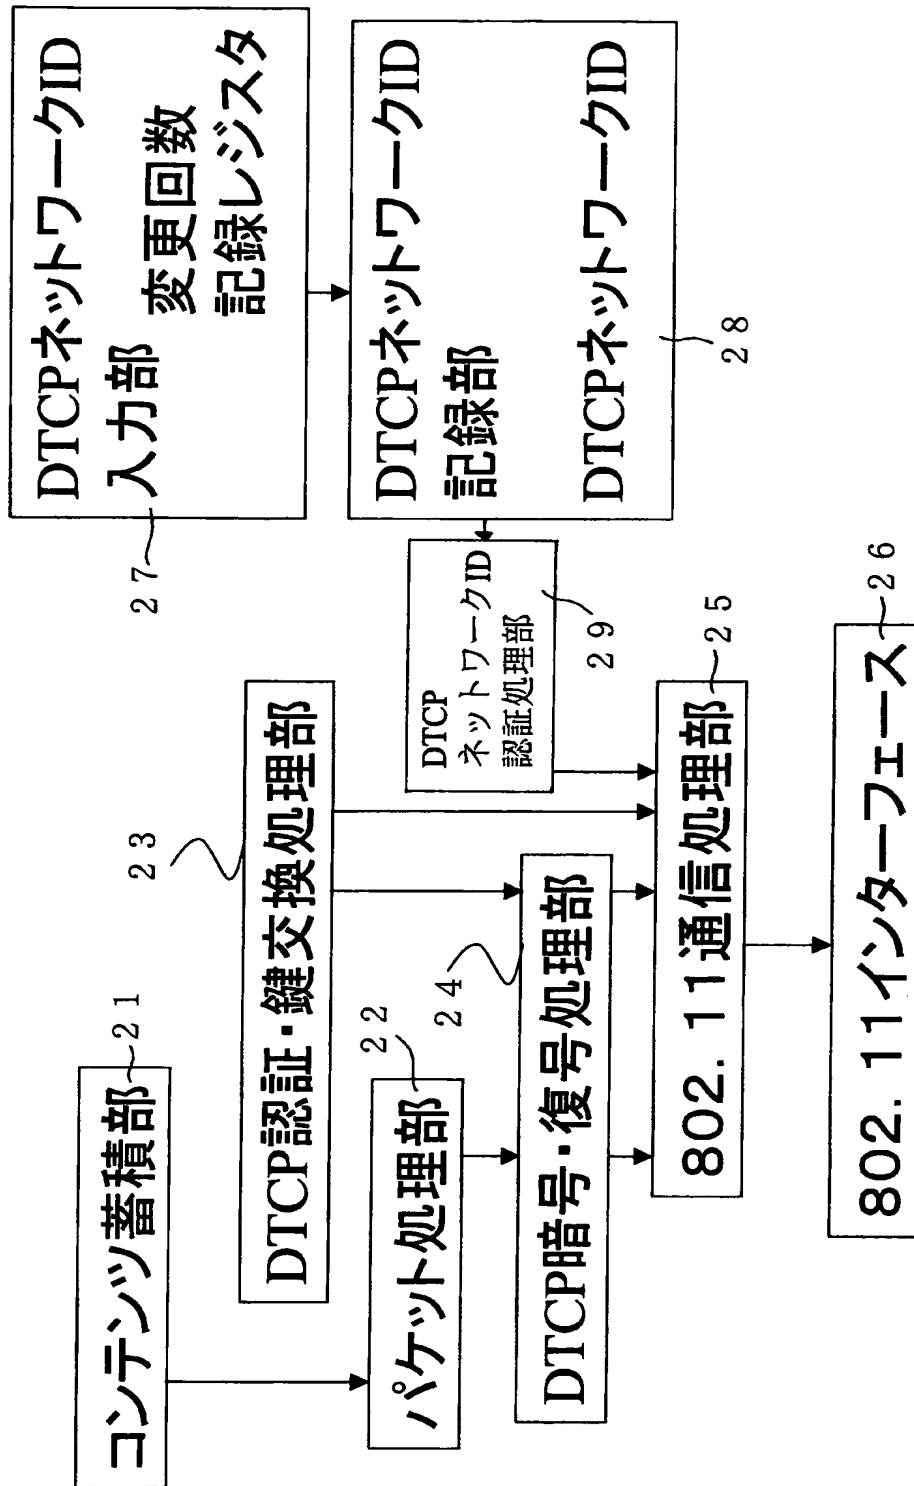 コンテンツ蓄積部
21
DTCP認証・鍵交換処理部
23
パケット処理部
22
DTCP暗号・復号処理部
24
802.11通信処理部
25
802.11インターフェース
26
DTCPネットワークID
入力部
変更回数
記録レジスタ
27
DTCPネットワークID
記録部
DTCPネットワークID
28
DTCP
ネットワークID
認証処理部
29